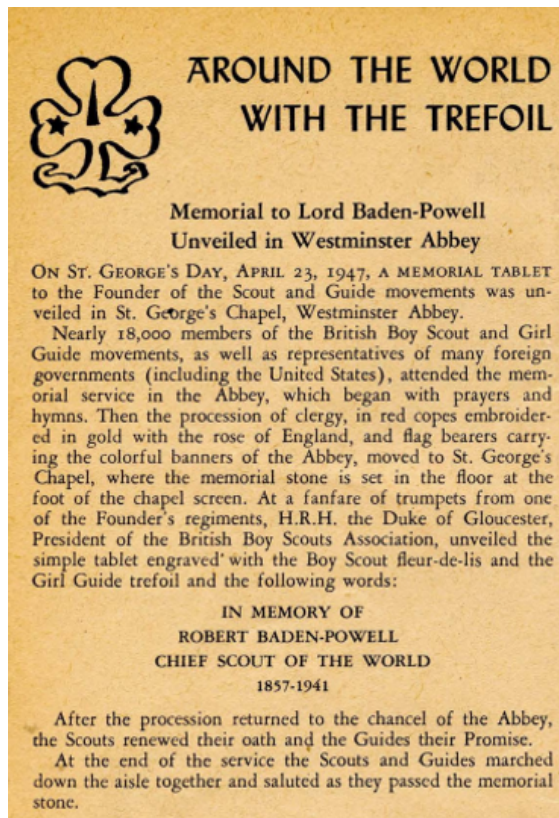 AROUND THE WORLD
WITH THE TREFOIL
Memorial to Lord Baden-Powell
Unveiled in Westminster Abbey
ON ST. GEORGE'S DAY, APRIL 23, 1947, A MEMORIAL TABLET
to the Founder of the Scout and Guide movements was un-
veiled in St. George's Chapel, Westminster Abbey.
Nearly 18,000 members of the British Boy Scout and Girl
Guide movements, as well as representatives of many foreign
governments (including the United States), attended the mem-
orial service in the Abbey, which began with prayers and
hymns. Then the procession of clergy, in red copes embroider-
ed in gold with the rose of England, and flag bearers carry-
ing the colorful banners of the Abbey, moved to St. George's
Chapel, where the memorial stone is set in the floor at the
foot of the chapel screen. At a fanfare of trumpets from one
of the Founder's regiments, H.R.H. the Duke of Gloucester,
President of the British Boy Scouts Association, unveiled the
simple tablet engraved with the Boy Scout fleur-de-lis and the
Girl Guide trefoil and the following words:
IN MEMORY OF
ROBERT BADEN-POWELL
CHIEF SCOUT OF THE WORLD
1857-1941
After the procession returned to the chancel of the Abbey,
the Scouts renewed their oath and the Guides their Promise.
At the end of the service the Scouts and Guides marched
down the aisle together and saluted as they passed the memorial
stone.